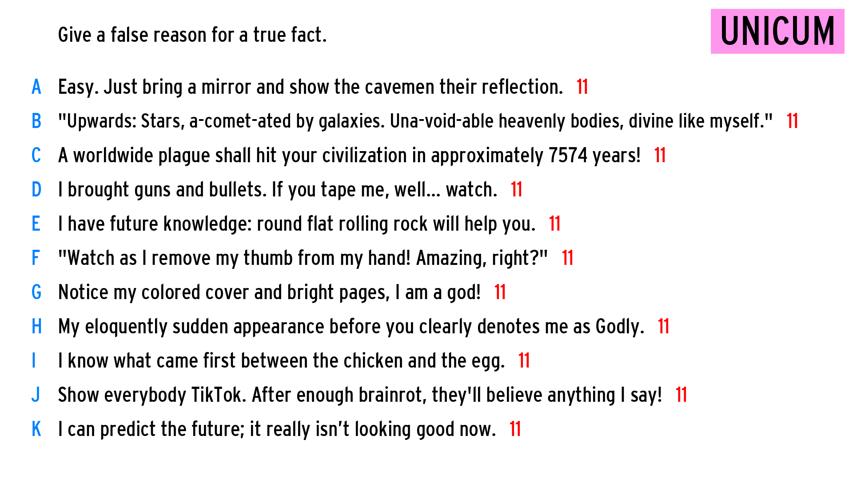 Give a false reason for a true fact.
UNICUM
A Easy. Just bring a mirror and show the cavemen their reflection. 11
B "Upwards: Stars, a-comet-ated by galaxies. Una-void-able heavenly bodies, divine like myself." 11
C A worldwide plague shall hit your civilization in approximately 7574 years! 11
D I brought guns and bullets. If you tape me, well... watch. 11
E I have future knowledge: round flat rolling rock will help you. 11
F "Watch as I remove my thumb from my hand! Amazing, right?" 11
G Notice my colored cover and bright pages, I am a god! 11
H My eloquently sudden appearance before you clearly denotes me as Godly. 11
I I know what came first between the chicken and the egg. 11
J Show everybody TikTok. After enough brainrot, they'll believe anything I say! 11
K I can predict the future; it really isn’t looking good now. 11